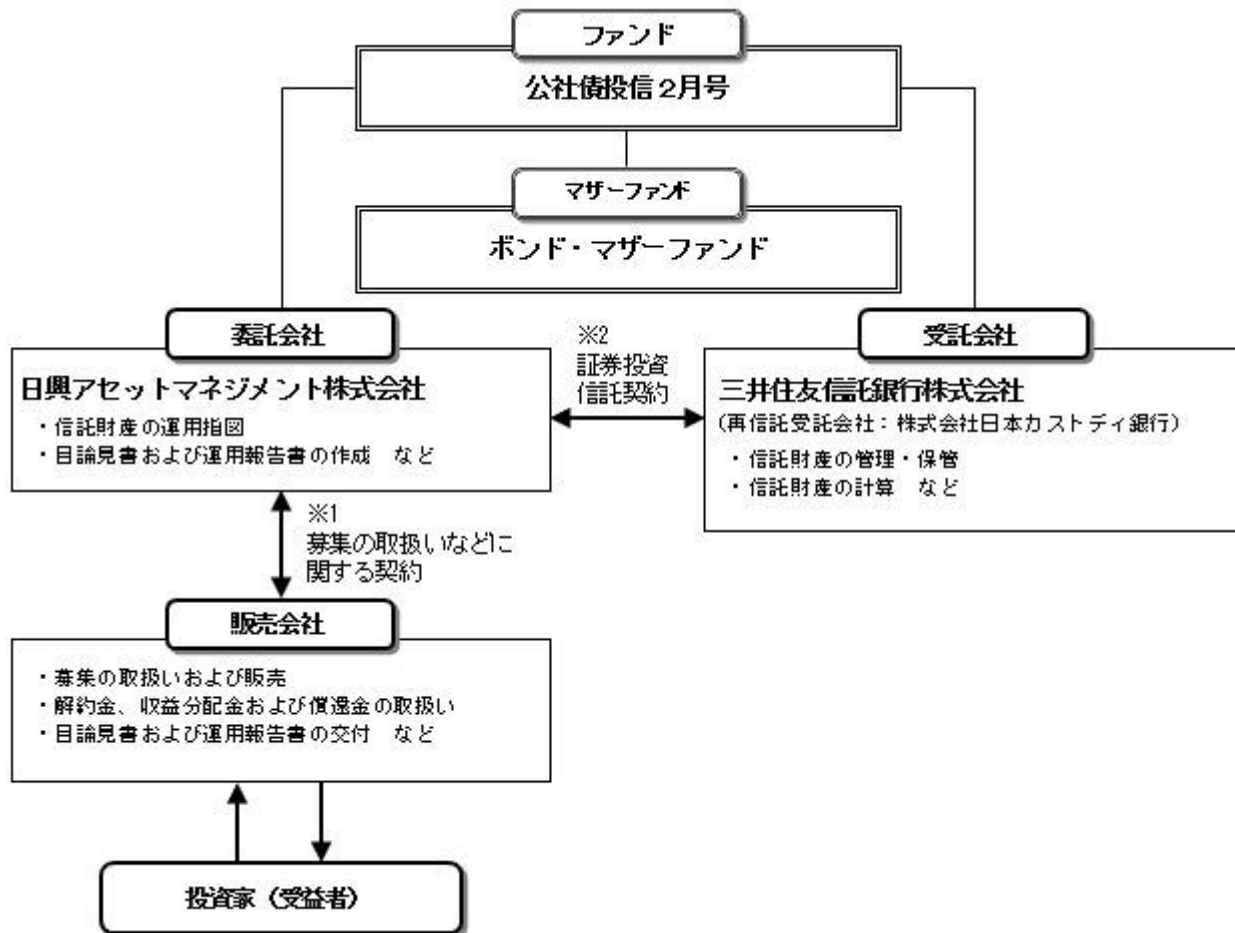 ファンド
公社債投信2月号
マザーファンド
ボンド・マザーファンド
委託会社
日興アセットマネジメント株式会社
・信託財産の運用指図
・目論見書および運用報告書の作成 など
※2
証券投資
信託契約
受託会社
三井住友信託銀行株式会社
(再信託受託会社:株式会社日本カストディ銀行)
・信託財産の管理・保管
・信託財産の計算 など
※1
募集の取扱いなどに
関する契約
販売会社
・募集の取扱いおよび販売
・解約金、収益分配金および償還金の取扱い
・目論見書および運用報告書の交付 など
投資家(受益者)